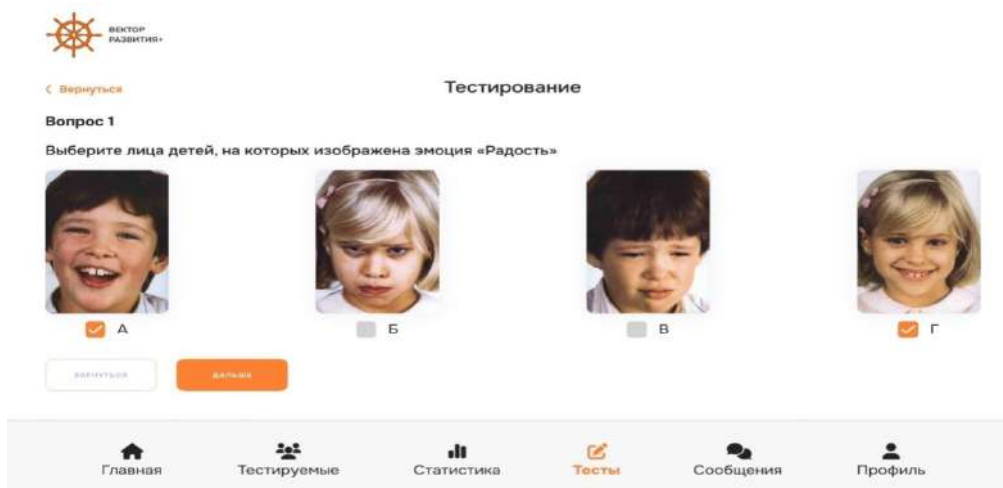 ВЕКТОР
РАЗВИТИЯ+
Вернуться
Тестирование
Вопрос 1
Выберите лица детей, на которых изображена эмоция «Радость»
А
Б
В
Г
ВЕРНУТЬСЯ
ДАЛЬШЕ
Главная
Тестируемые
Статистика
Тесты
Сообщения
Профиль